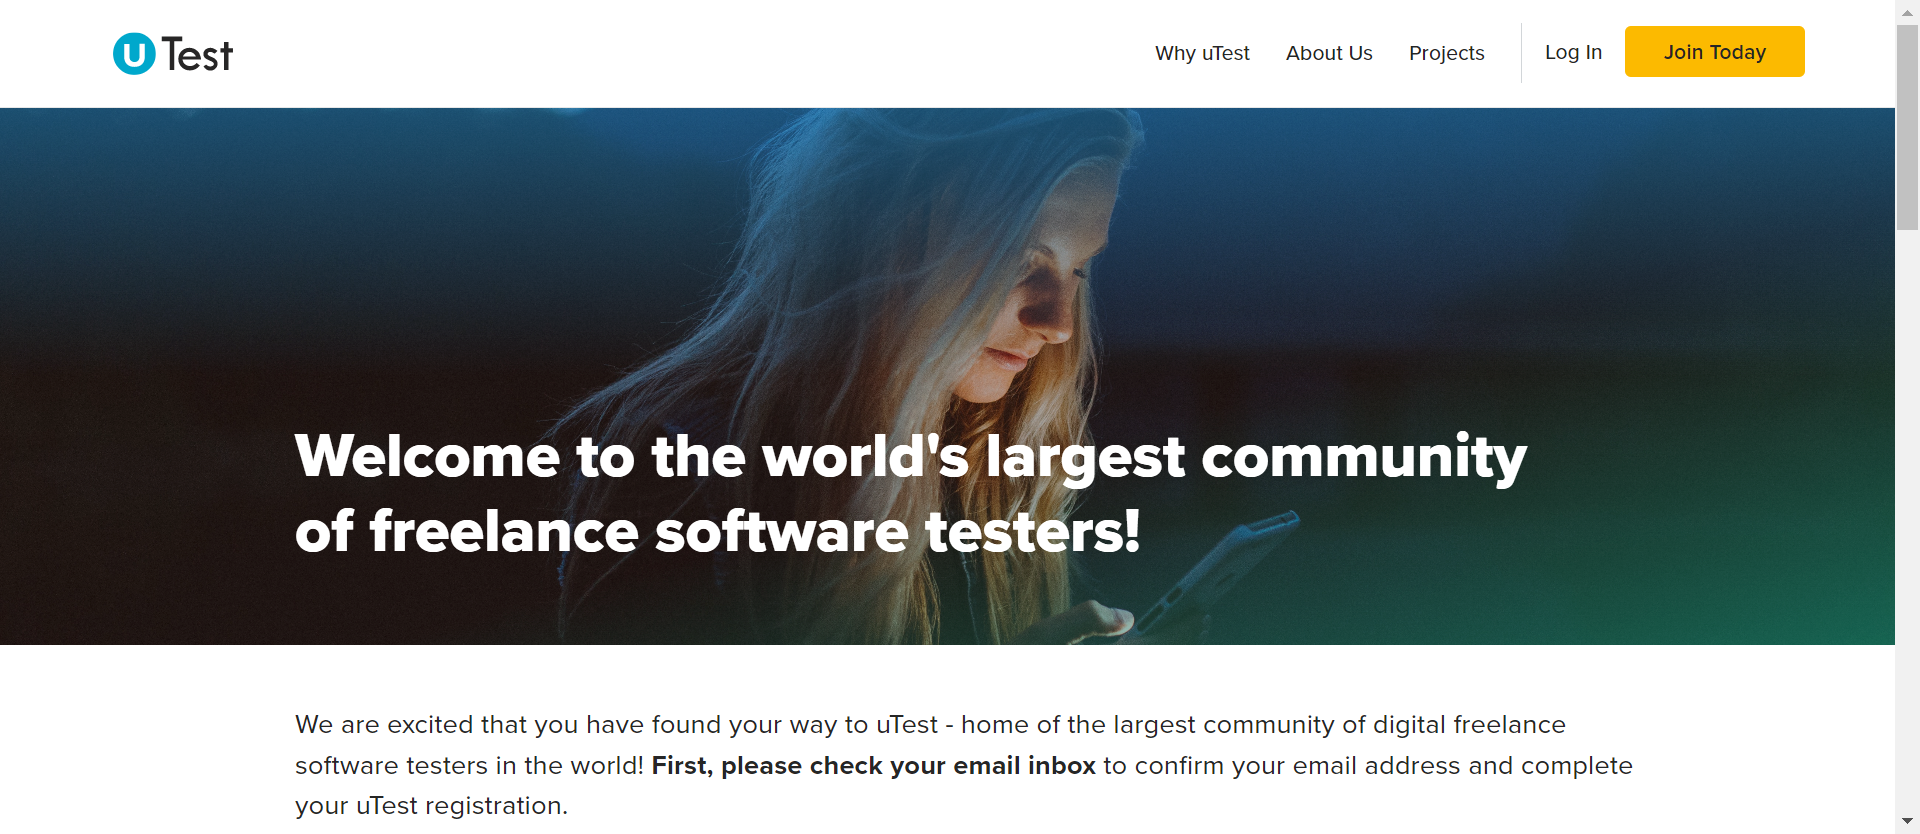 uTest
Why uTest
About Us
Projects
Log In
Join Today
Welcome to the world's largest community
of freelance software testers!
We are excited that you have found your way to uTest - home of the largest community of digital freelance
software testers in the world! First, please check your email inbox to confirm your email address and complete
your uTest registration.